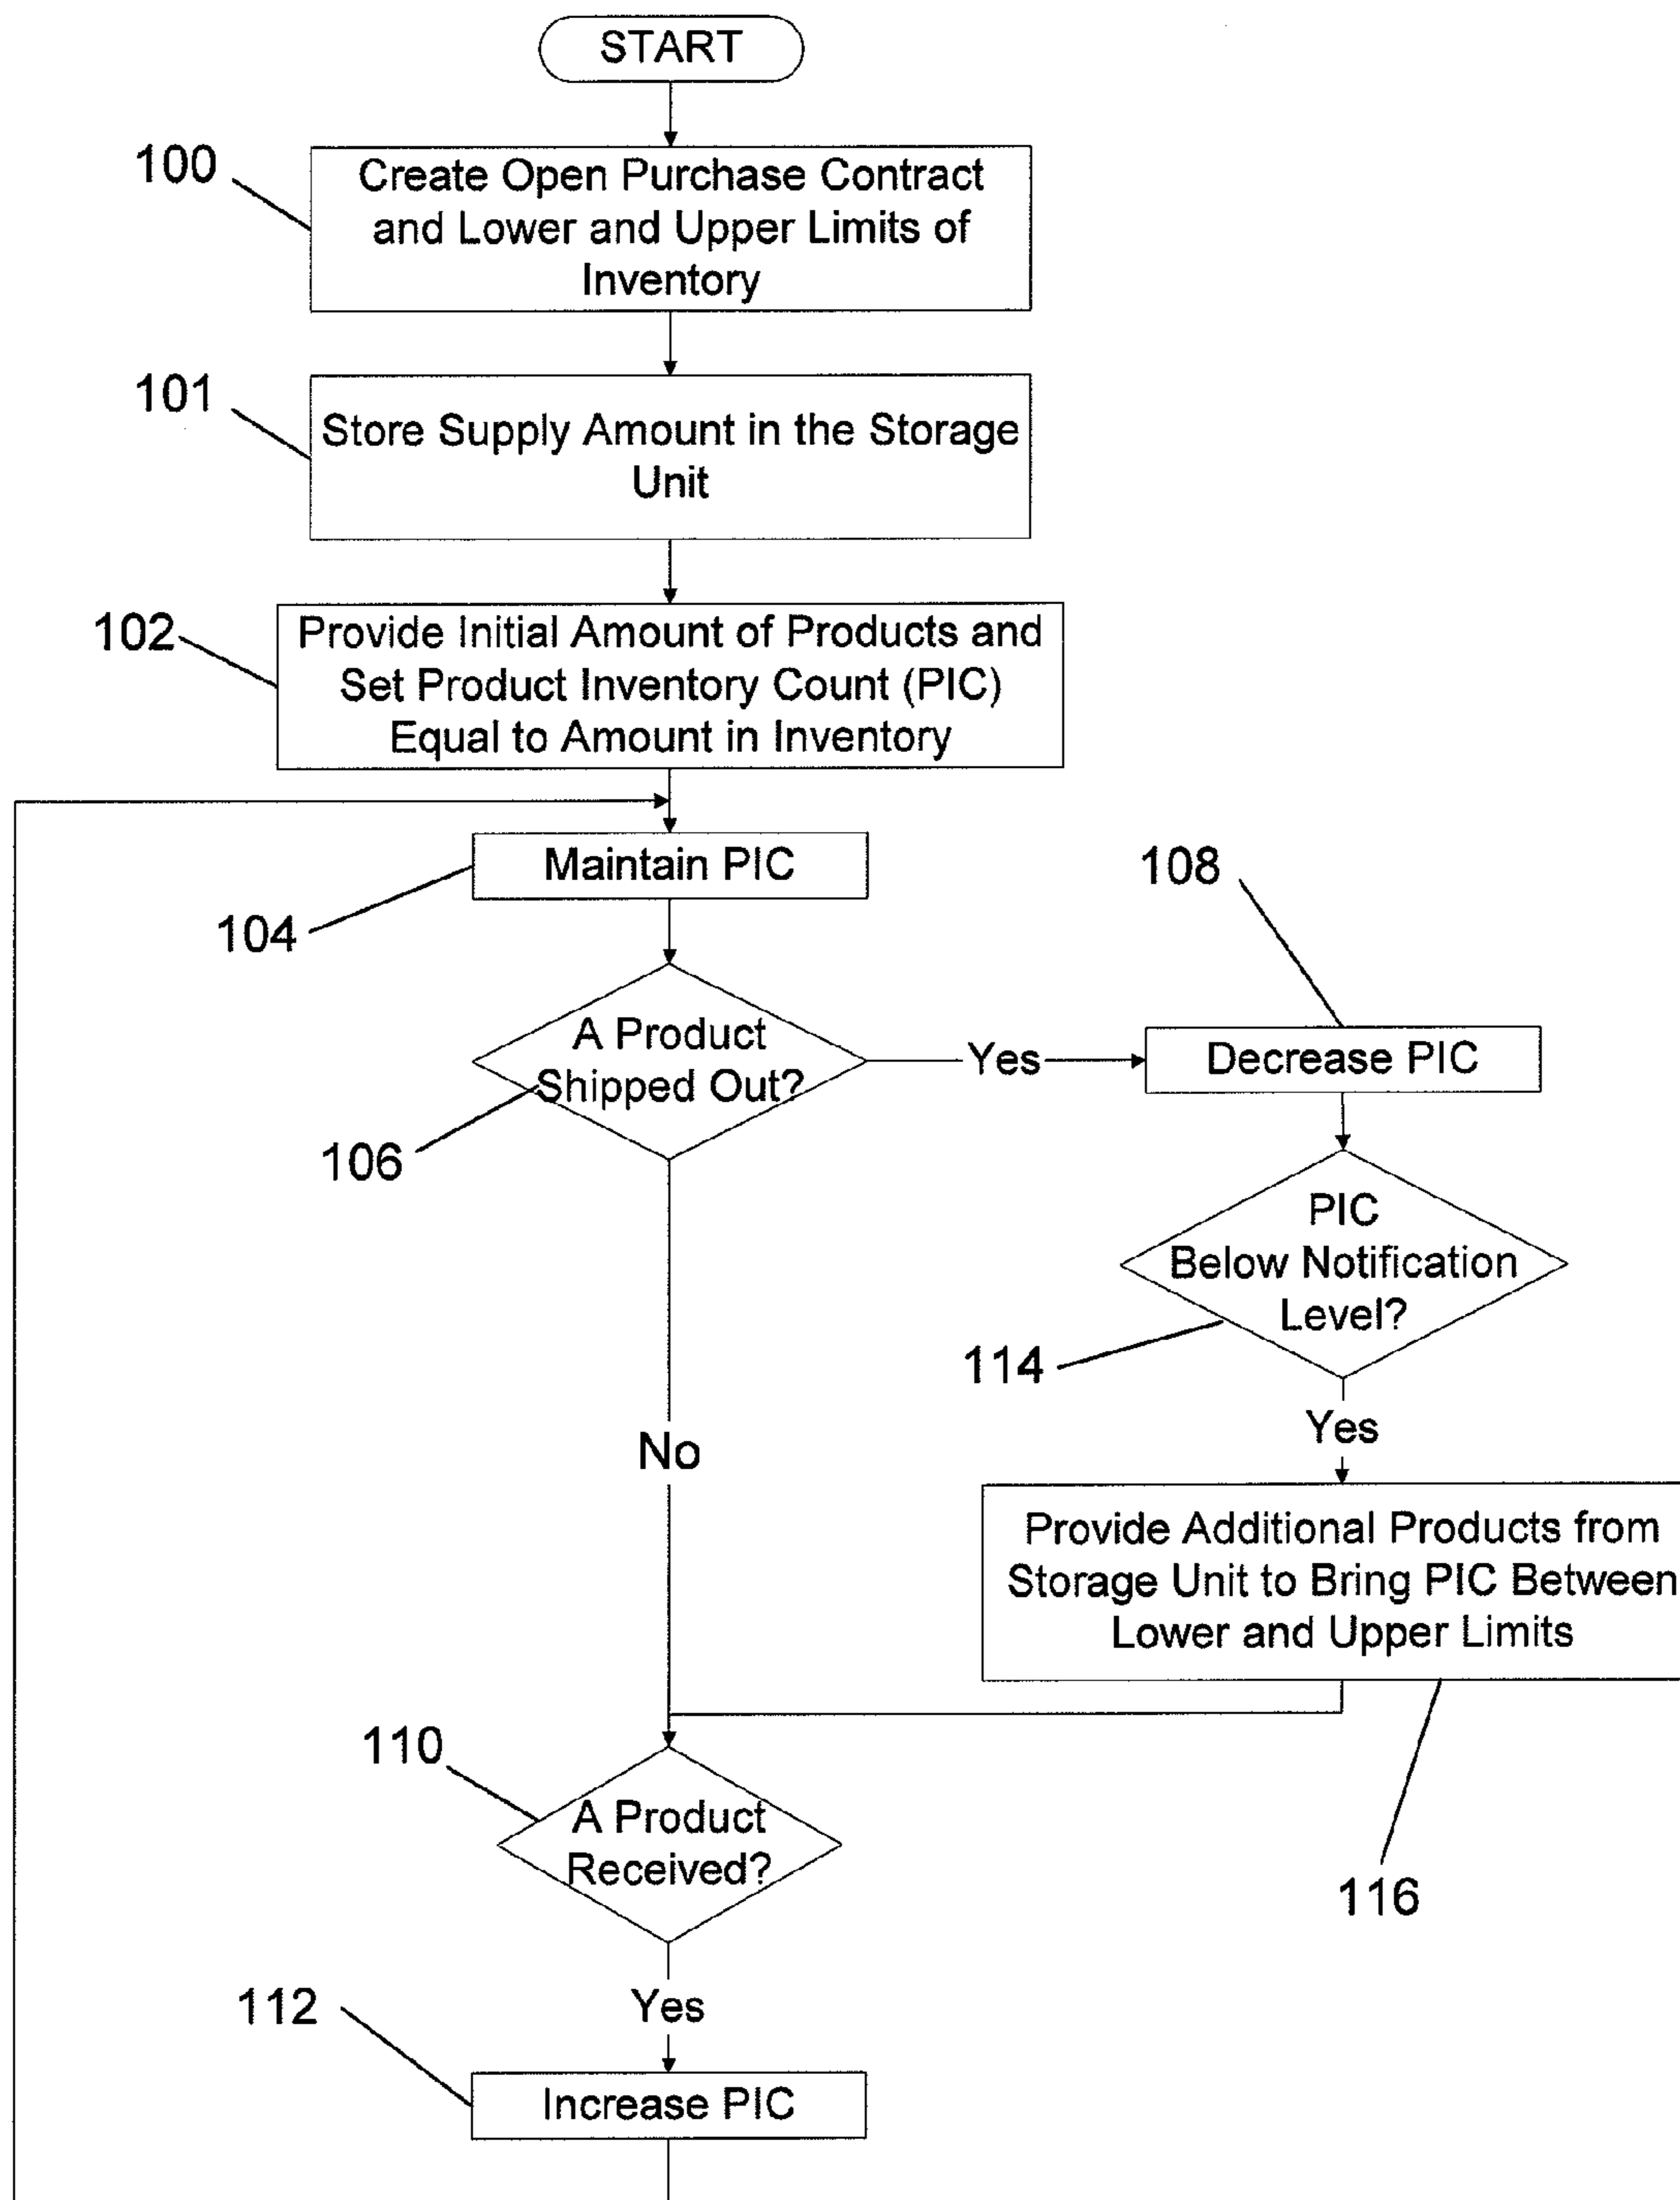 START
100
Create Open Purchase Contract
and Lower and Upper Limits of
Inventory
101
Store Supply Amount in the Storage
Unit
102
Provide Initial Amount of Products and
Set Product Inventory Count (PIC)
Equal to Amount in Inventory
Maintain PIC
104
108
A Product
Shipped Out?
Yes
Decrease PIC
106
PIC
Below Notification
Level?
114
Yes
No
Provide Additional Products from
Storage Unit to Bring PIC Between
Lower and Upper Limits
110
A Product
Received?
116
Yes
112
Increase PIC